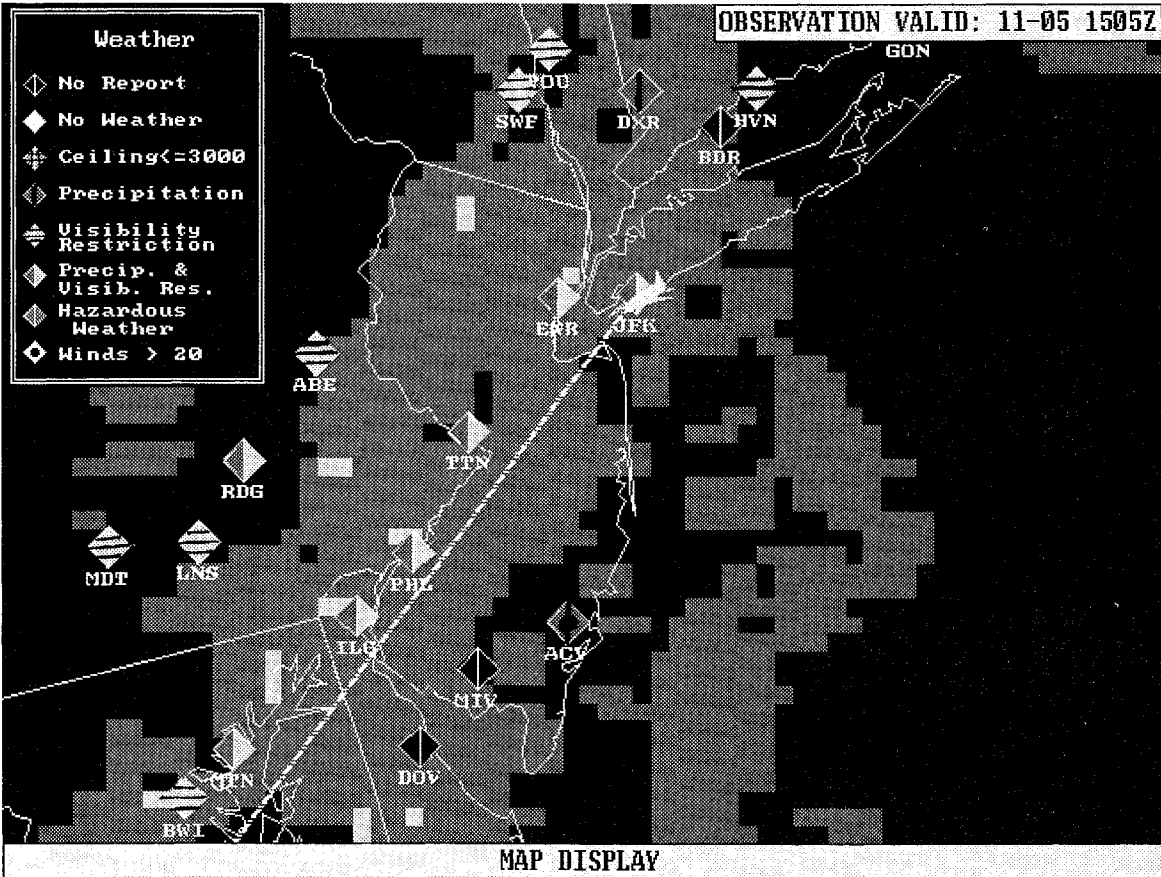 OBSERVATION VALID: 11-05 1505Z
Weather
No Report
No Weather
Ceiling<=3000
Precipitation
Visibility
Restriction
Precip. &
Visib. Res.
Hazardous
Weather
Winds > 20
GON
POU
SWF
DXR
HVN
BDR
EWR
JFK
ABE
TTN
RDG
MDT
LNS
PHL
ILG
ACY
MIV
MTN
DOV
BWI
MAP DISPLAY